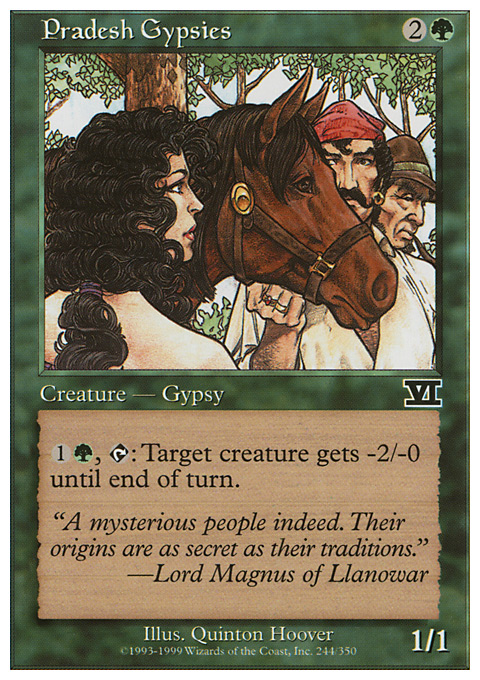 Pradesh Gypsies 2
Creature — Gypsy VI
1, : Target creature gets -2/-0
until end of turn.
“A mysterious people indeed. Their
origins are as secret as their traditions.”
—Lord Magnus of Llanowar
Illus. Quinton Hoover
©1993-1999 Wizards of the Coast, Inc. 244/350
1/1